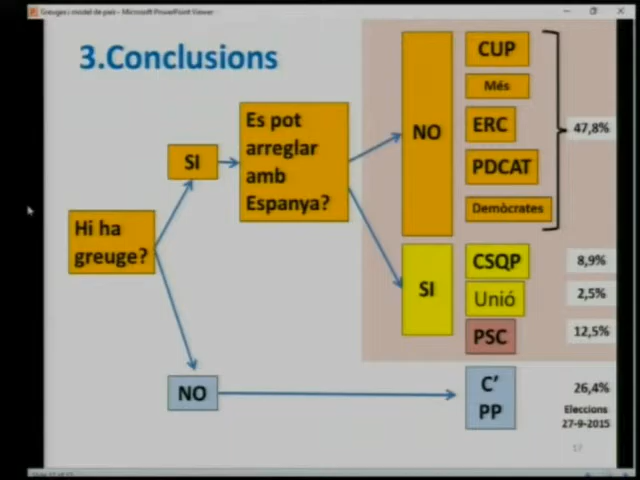 Greuges i model de país - Microsoft PowerPoint Viewer
3.Conclusions
Hi ha
greuge?
SI
Es pot
arreglar
amb
Espanya?
NO
CUP
Més
ERC
PDCAT
Demòcrates
47,8%
SI
CSQP
8,9%
Unió
2,5%
PSC
12,5%
NO
C’
PP
26,4%
Eleccions
27-9-2015
17